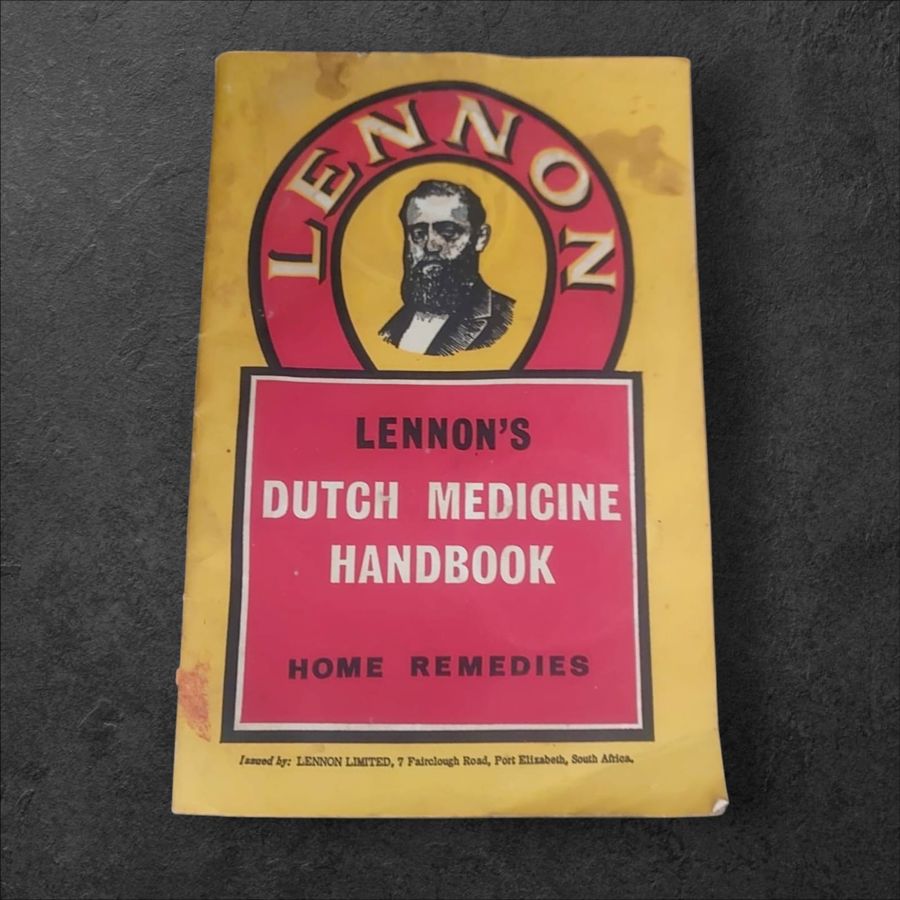 LENNON
LENNON'S
DUTCH MEDICINE
HANDBOOK
HOME REMEDIES
Issued by: LENNON LIMITED, 7 Fairclough Road, Port Elizabeth, South Africa.